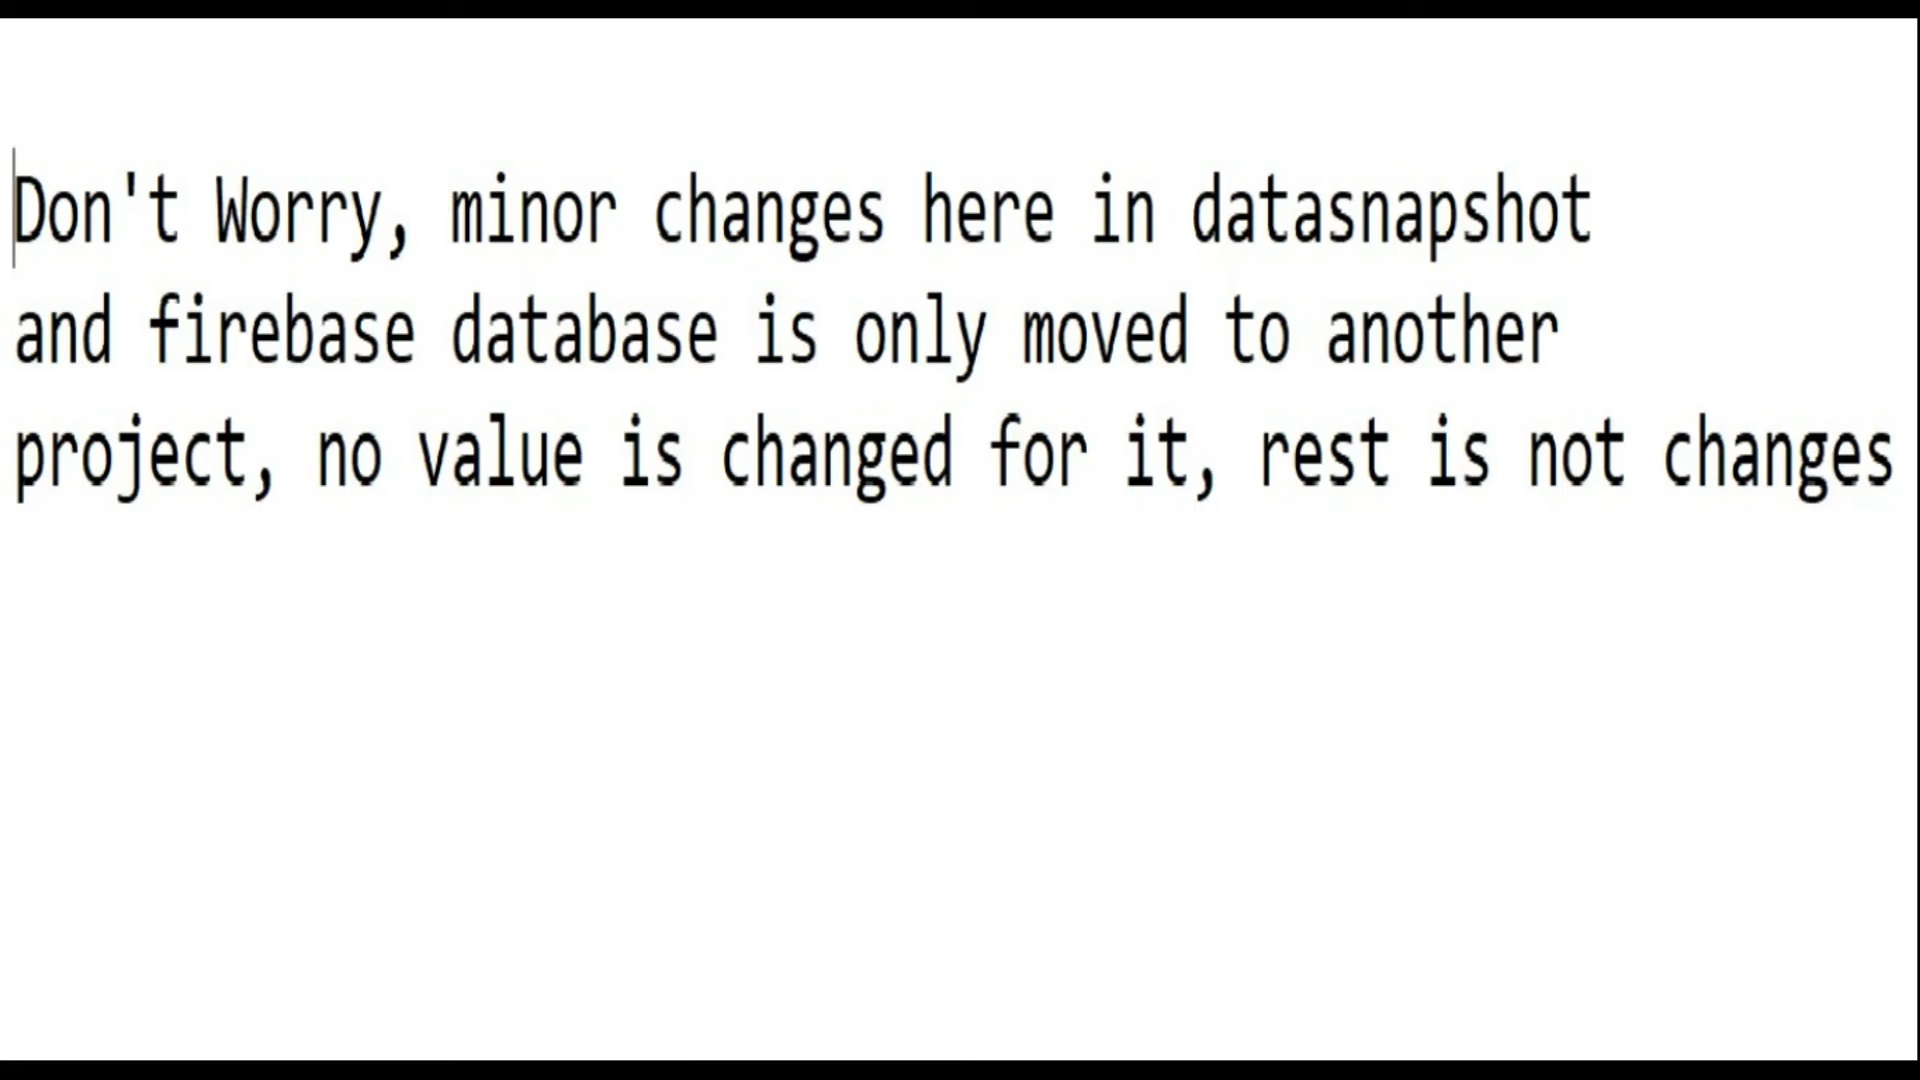 Don't Worry, minor changes here in datasnapshot
and firebase database is only moved to another
project, no value is changed for it, rest is not changes